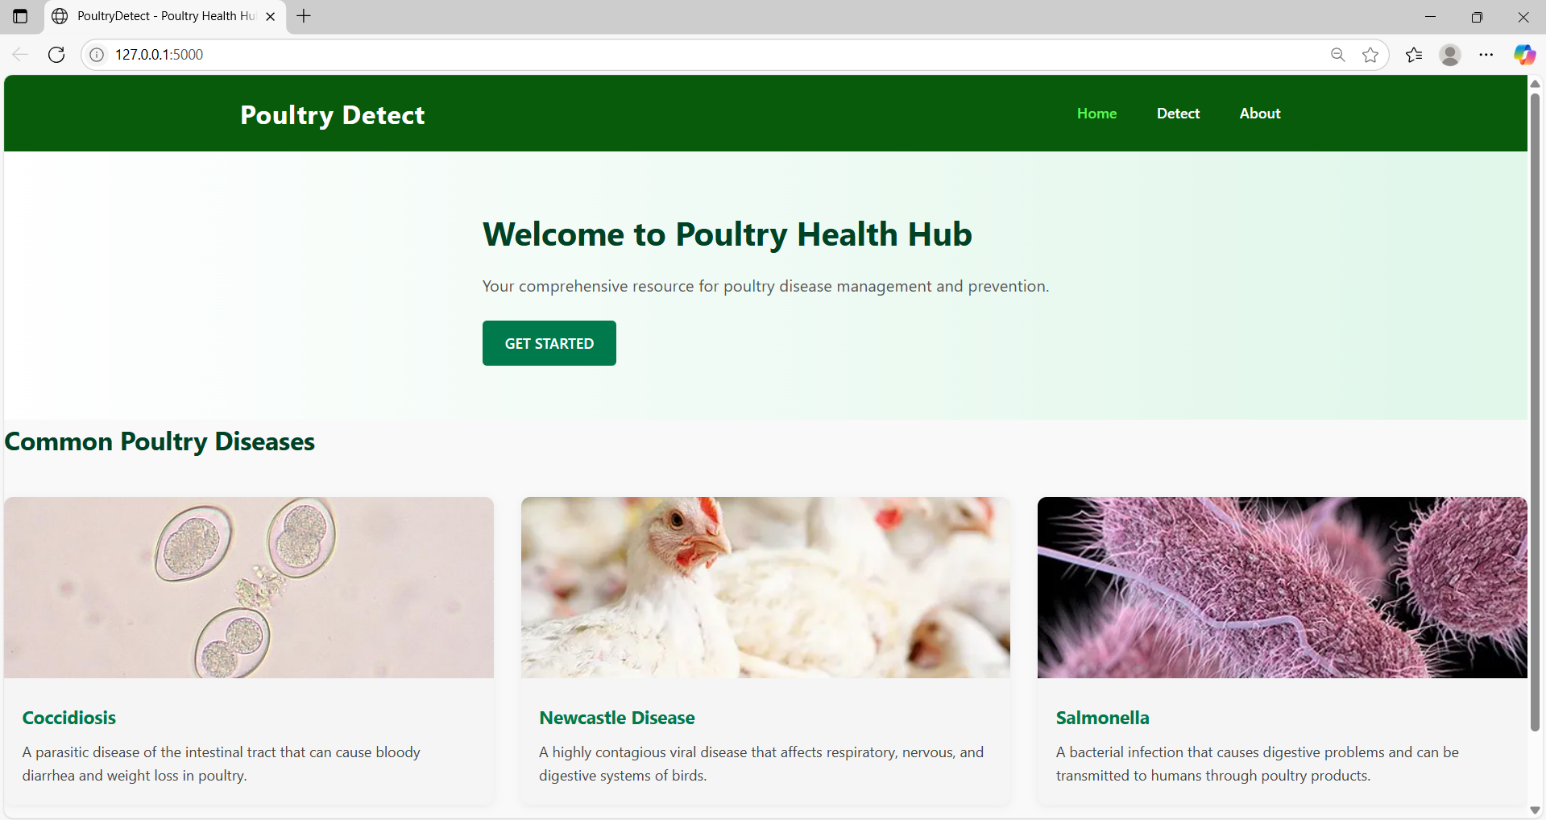 PoultryDetect - Poultry Health Hu
127.0.0.1:5000
Poultry Detect
Home Detect About
Welcome to Poultry Health Hub
Your comprehensive resource for poultry disease management and prevention.
GET STARTED
Common Poultry Diseases
Coccidiosis
A parasitic disease of the intestinal tract that can cause bloody
diarrhea and weight loss in poultry.
Newcastle Disease
A highly contagious viral disease that affects respiratory, nervous, and
digestive systems of birds.
Salmonella
A bacterial infection that causes digestive problems and can be
transmitted to humans through poultry products.